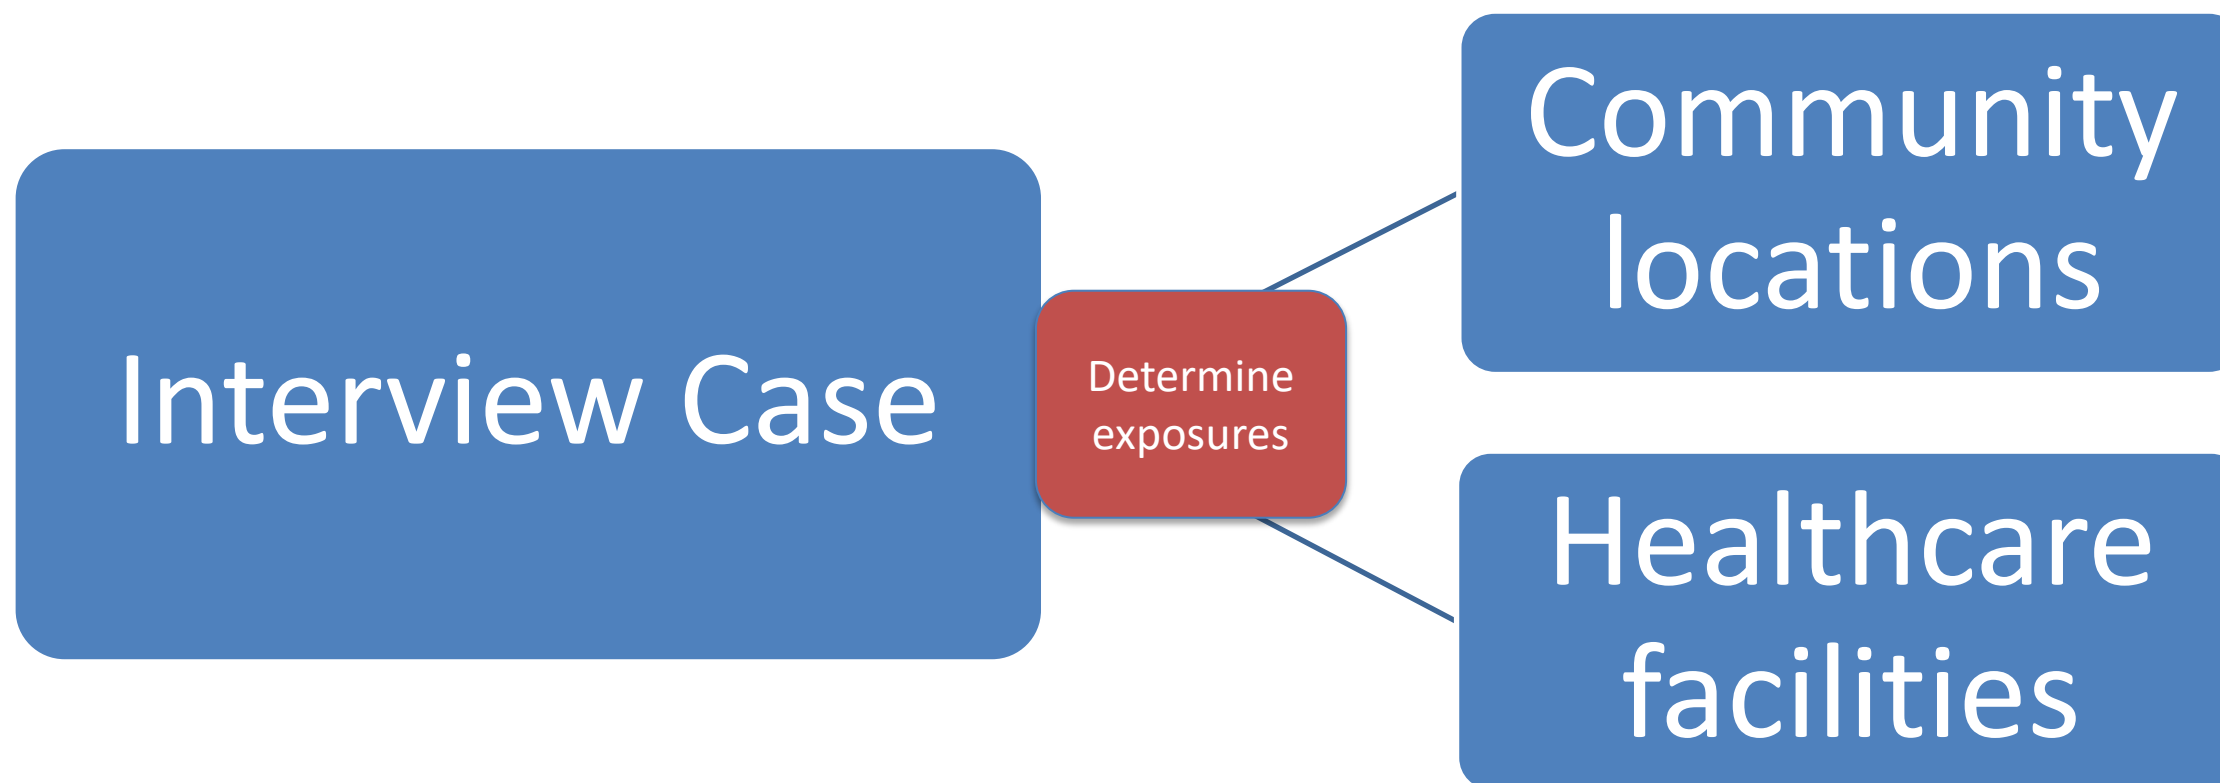 Interview Case
Determine
exposures
Community
locations
Healthcare
facilities